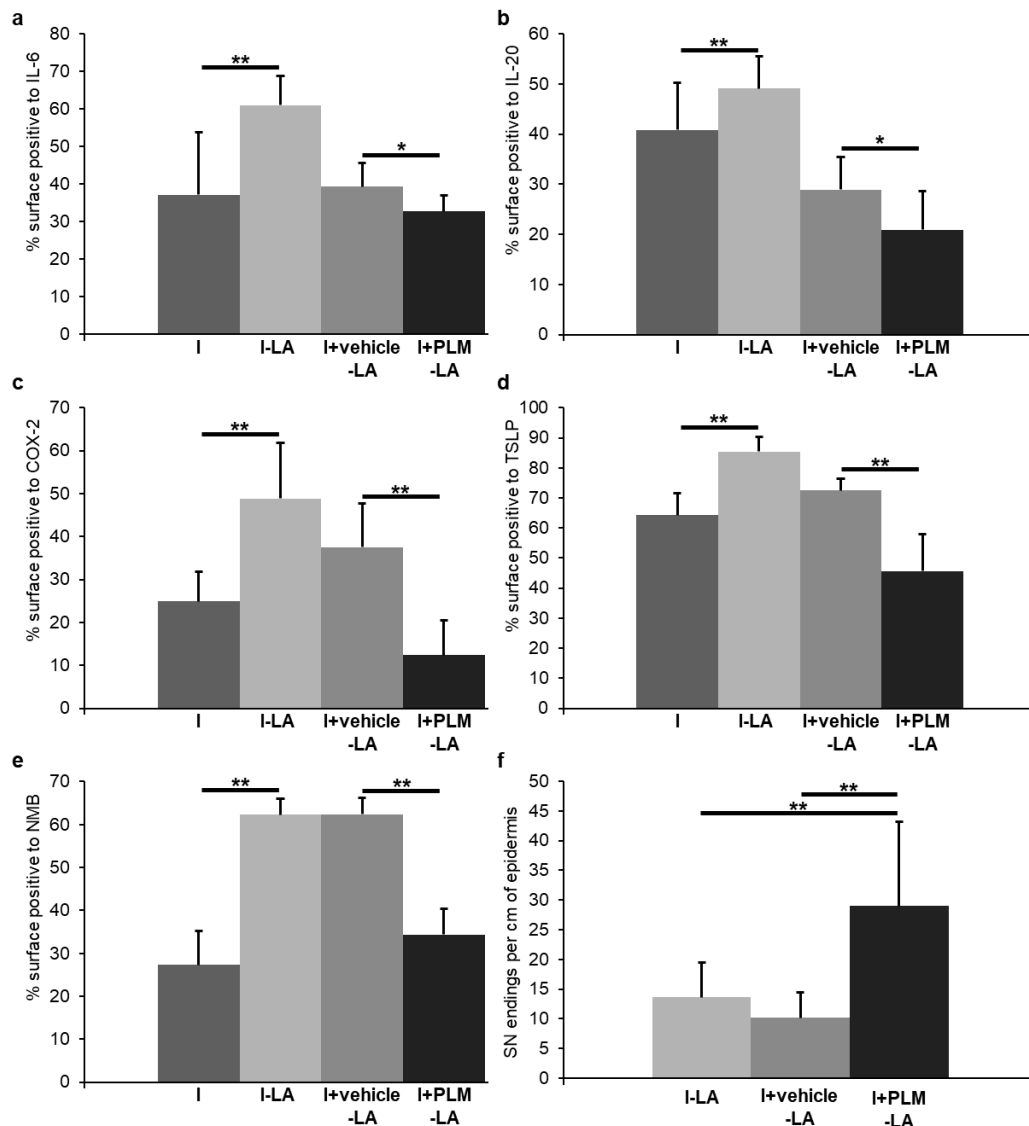 a
% surface positive to IL-6
80
70
60
50
40
30
20
10
0
**
*
I
I-LA
I+vehicle
-LA
I+PLM
-LA
b
% surface positive to IL-20
60
50
40
30
20
10
0
**
*
I
I-LA
I+vehicle
-LA
I+PLM
-LA
c
% surface positive to COX-2
70
60
50
40
30
20
10
0
**
**
I
I-LA
I+vehicle
-LA
I+PLM
-LA
d
% surface positive to TSLP
100
90
80
70
60
50
40
30
20
10
0
**
**
I
I-LA
I+vehicle
-LA
I+PLM
-LA
e
% surface positive to NMB
70
60
50
40
30
20
10
0
**
**
I
I-LA
I+vehicle
-LA
I+PLM
-LA
f
SN endings per cm of epidermis
50
45
40
35
30
25
20
15
10
5
0
**
**
I-LA
I+vehicle
-LA
I+PLM
-LA